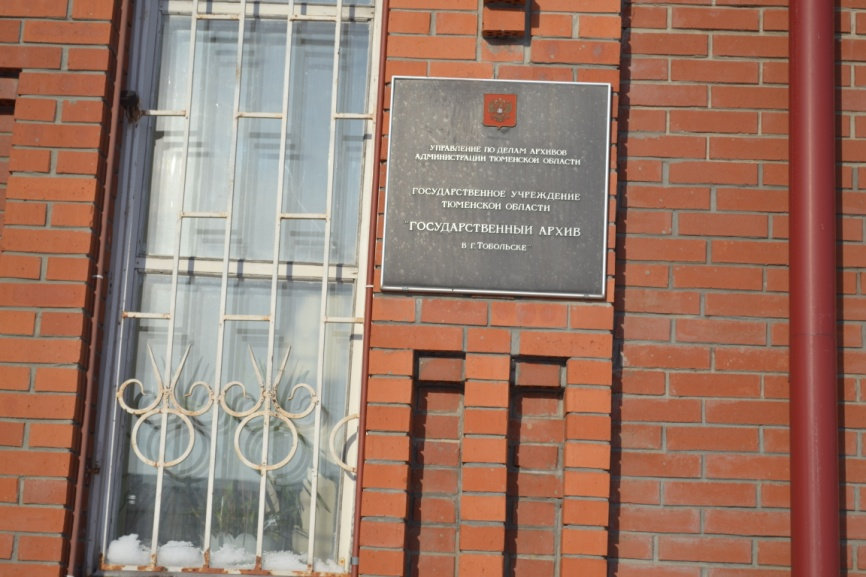 УПРАВЛЕНИЕ ПО ДЕЛАМ АРХИВОВ
АДМИНИСТРАЦИИ ТЮМЕНСКОЙ ОБЛАСТИ
ГОСУДАРСТВЕННОЕ УЧРЕЖДЕНИЕ
ТЮМЕНСКОЙ ОБЛАСТИ
ГОСУДАРСТВЕННЫЙ АРХИВ
В Г. ТОБОЛЬСКЕ